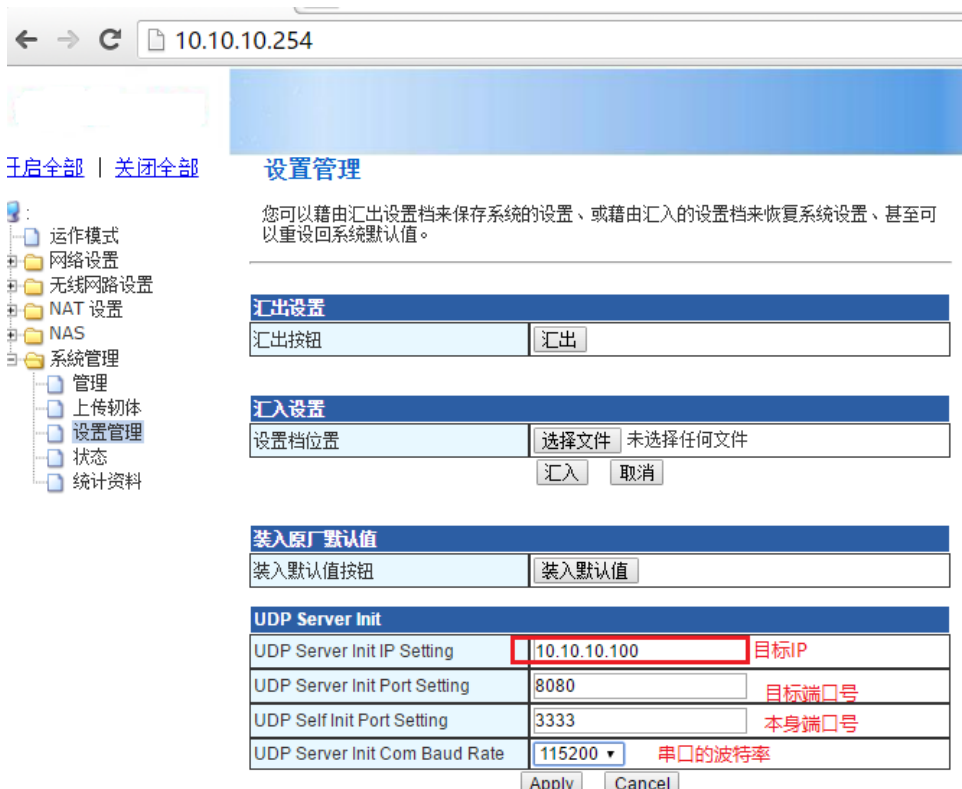 10.10.10.254
开启全部 | 关闭全部
:
运作模式
网络设置
无线网路设置
NAT 设置
NAS
系统管理
管理
上传韧体
设置管理
状态
统计资料
设置管理
您可以藉由汇出设置档来保存系统的设置、或藉由汇入的设置档来恢复系统设置、甚至可
以重设回系统默认值。
汇出设置
汇出按钮 汇出
汇入设置
设置档位置 选择文件 未选择任何文件
汇入 取消
装入原厂默认值
装入默认值按钮 装入默认值
UDP Server Init
UDP Server Init IP Setting 10.10.10.100 目标IP
UDP Server Init Port Setting 8080 目标端口号
UDP Self Init Port Setting 3333 本身端口号
UDP Server Init Com Baud Rate 115200 串口的波特率
Apply Cancel